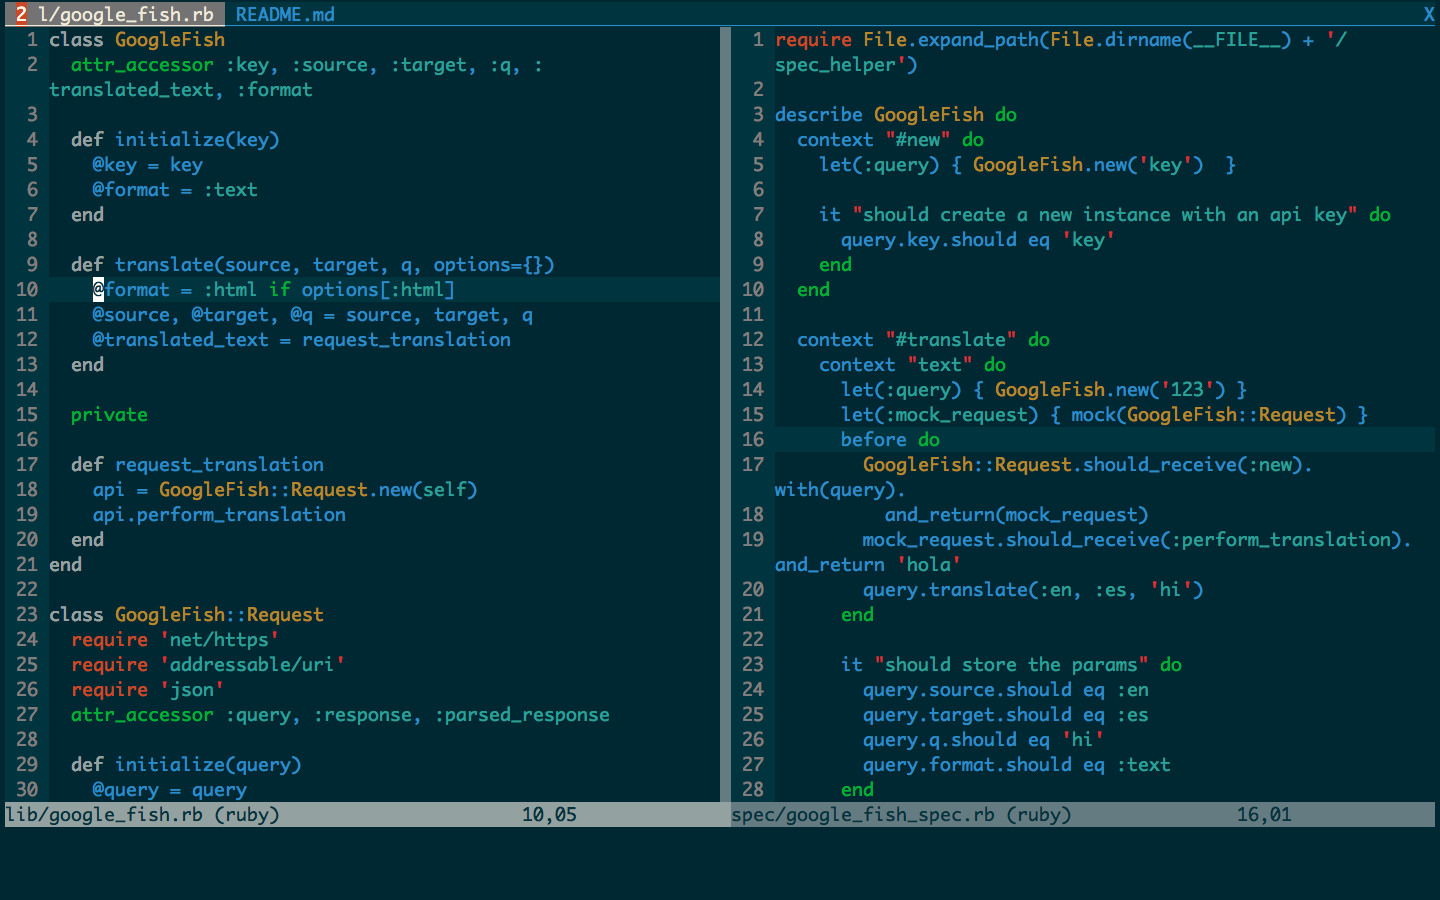 2 l/google_fish.rb  README.md X
1 class GoogleFish
2   attr_accessor :key, :source, :target, :q, :
translated_text, :format
3
4   def initialize(key)
5     @key = key
6     @format = :text
7   end
8
9   def translate(source, target, q, options={})
10     @format = :html if options[:html]
11     @source, @target, @q = source, target, q
12     @translated_text = request_translation
13   end
14
15   private
16
17   def request_translation
18     api = GoogleFish::Request.new(self)
19     api.perform_translation
20   end
21 end
22
23 class GoogleFish::Request
24   require 'net/https'
25   require 'addressable/uri'
26   require 'json'
27   attr_accessor :query, :response, :parsed_response
28
29   def initialize(query)
30     @query = query
lib/google_fish.rb (ruby) 10,05
1 require File.expand_path(File.dirname(__FILE__) + '/
spec_helper')
2
3 describe GoogleFish do
4   context "#new" do
5     let(:query) { GoogleFish.new('key')  }
6
7     it "should create a new instance with an api key" do
8       query.key.should eq 'key'
9     end
10   end
11
12   context "#translate" do
13     context "text" do
14       let(:query) { GoogleFish.new('123') }
15       let(:mock_request) { mock(GoogleFish::Request) }
16       before do
17         GoogleFish::Request.should_receive(:new).
with(query).
18           and_return(mock_request)
19         mock_request.should_receive(:perform_translation).
and_return 'hola'
20         query.translate(:en, :es, 'hi')
21       end
22
23       it "should store the params" do
24         query.source.should eq :en
25         query.target.should eq :es
26         query.q.should eq 'hi'
27         query.format.should eq :text
28       end
spec/google_fish_spec.rb (ruby) 16,01